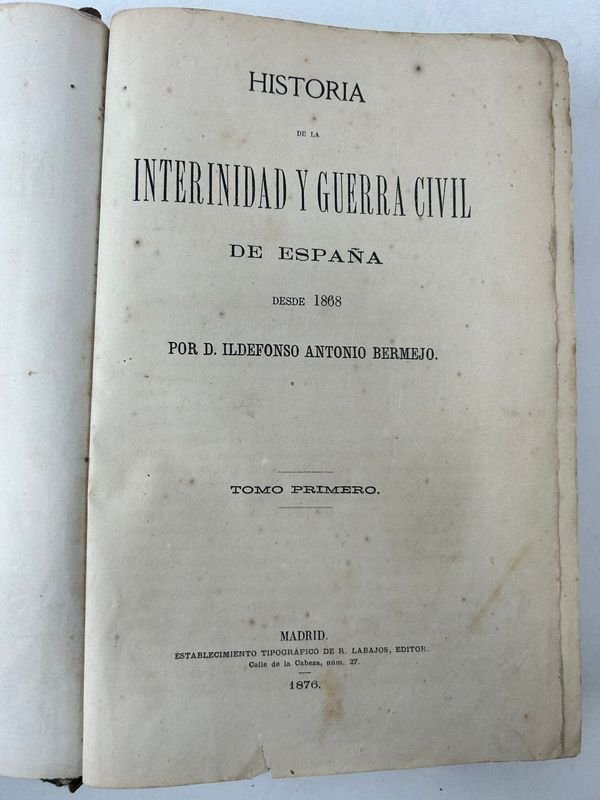 HISTORIA
DE LA
INTERINIDAD Y GUERRA CIVIL
DE ESPAÑA
DESDE 1868
POR D. ILDEFONSO ANTONIO BERMEJO.
TOMO PRIMERO.
MADRID.
ESTABLECIMIENTO TIPOGRÁFICO DE R. LABAJOS, EDITOR.
Calle de la Cabeza, núm. 27.
1876.